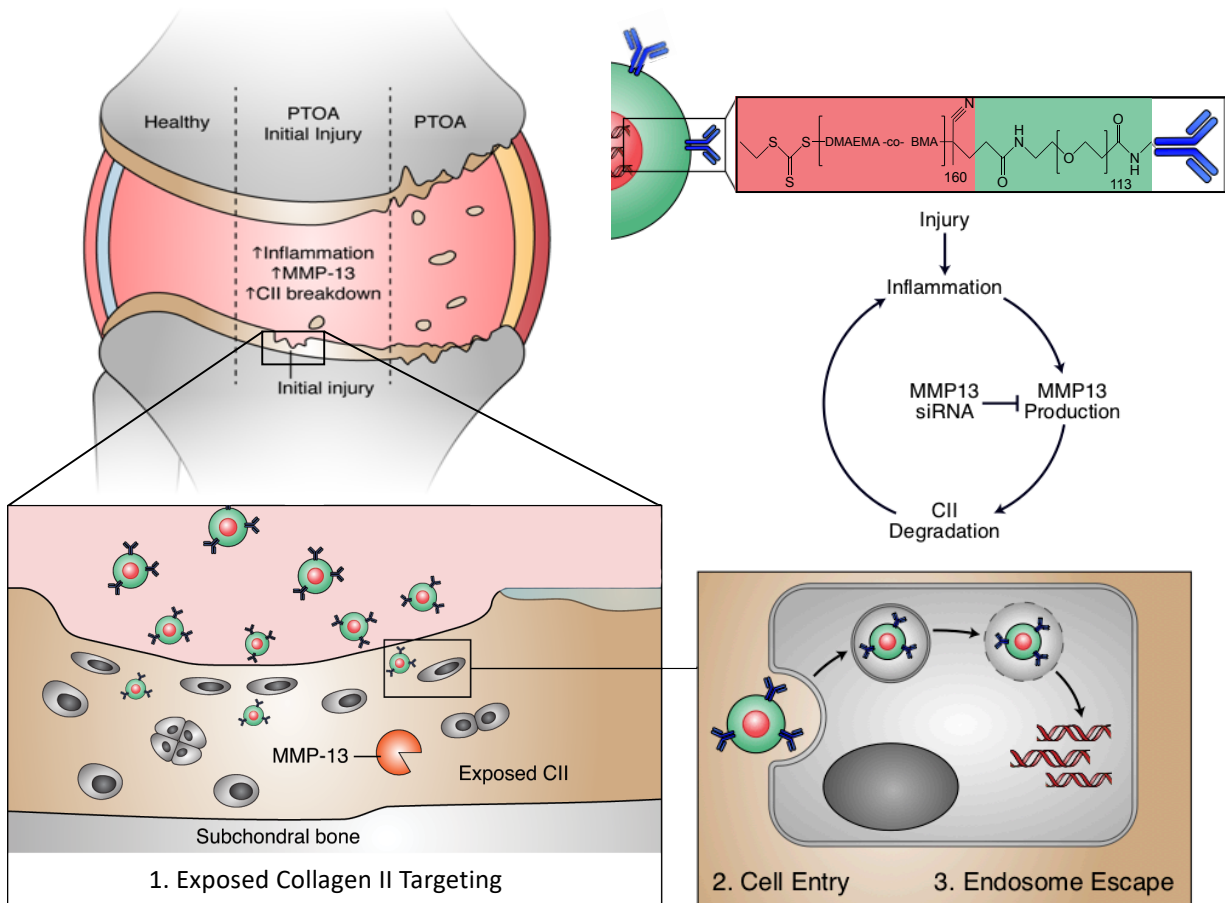 Healthy
PTOA
Initial Injury
PTOA
↑Inflammation
↑MMP-13
↑CII breakdown
Initial injury
N
S
S
S
DMAEMA -co- BMA
160
O
H
N
O
113
O
N
H
Injury
Inflammation
MMP13
siRNA
MMP13
Production
CII
Degradation
MMP-13
Exposed CII
Subchondral bone
1. Exposed Collagen II Targeting
2. Cell Entry
3. Endosome Escape